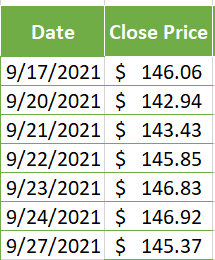 Date Close Price
9/17/2021 $ 146.06
9/20/2021 $ 142.94
9/21/2021 $ 143.43
9/22/2021 $ 145.85
9/23/2021 $ 146.83
9/24/2021 $ 146.92
9/27/2021 $ 145.37